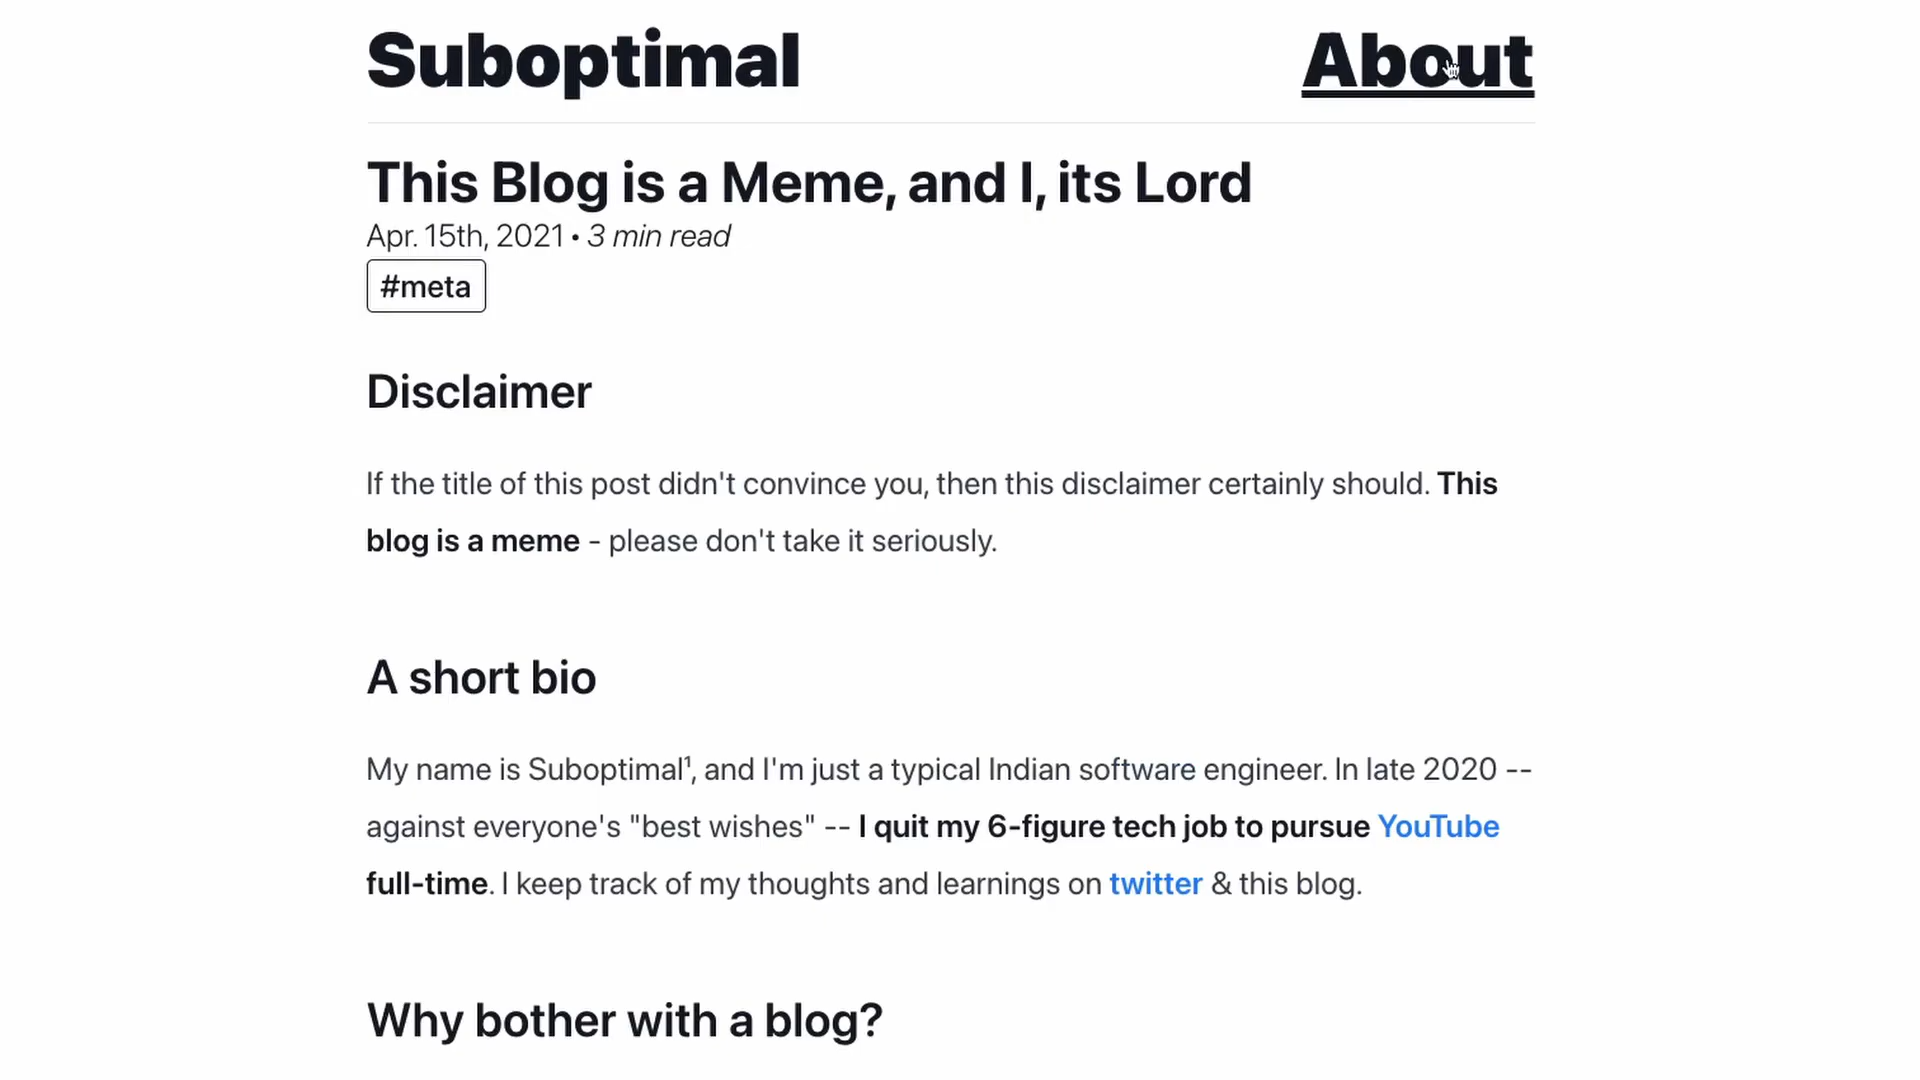 Suboptimal
About
This Blog is a Meme, and I, its Lord
Apr. 15th, 2021 • 3 min read
#meta
Disclaimer
If the title of this post didn't convince you, then this disclaimer certainly should. This
blog is a meme - please don't take it seriously.
A short bio
My name is Suboptimal¹, and I'm just a typical Indian software engineer. In late 2020 --
against everyone's "best wishes" -- I quit my 6-figure tech job to pursue YouTube
full-time. I keep track of my thoughts and learnings on twitter & this blog.
Why bother with a blog?